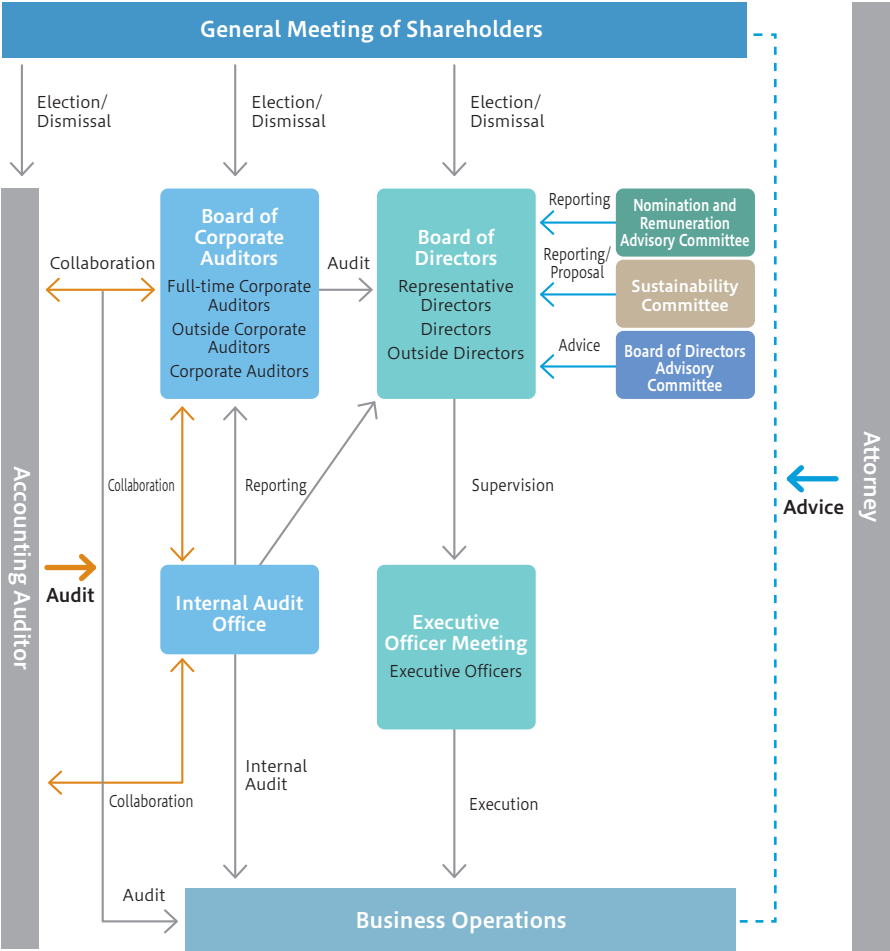 General Meeting of Shareholders
Election/
Dismissal
Election/
Dismissal
Election/
Dismissal
Board of
Corporate
Auditors
Full-time Corporate
Auditors
Outside Corporate
Auditors
Corporate Auditors
Collaboration
Audit
Board of
Directors
Representative
Directors
Directors
Outside Directors
Reporting
Nomination and
Remuneration
Advisory Committee
Reporting/
Proposal
Sustainability
Committee
Advice
Board of Directors
Advisory
Committee
Collaboration
Reporting
Supervision
Attorney
Advice
Accounting Auditor
Audit
Internal Audit
Office
Executive
Officer Meeting
Executive Officers
Internal
Audit
Collaboration
Execution
Audit
Business Operations